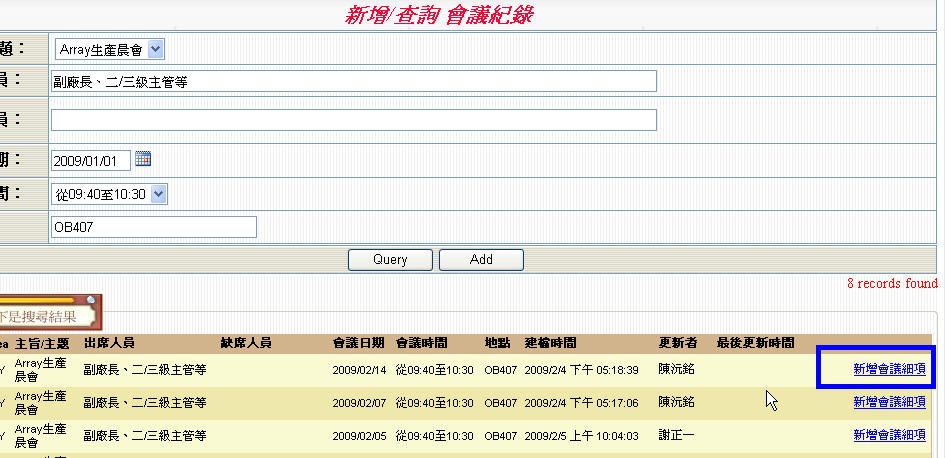 新增/查詢 會議紀錄
題： Array生產晨會
員： 副廠長、二/三級主管等
員：
期： 2009/01/01
間： 從09:40至10:30
OB407
Query Add
8 records found
下是搜尋結果
ea 主旨/主題 出席人員 缺席人員 會議日期 會議時間 地點 建檔時間 更新者 最後更新時間
Y Array生產晨會 副廠長、二/三級主管等 2009/02/14 從09:40至10:30 OB407 2009/2/4 下午 05:18:39 陳沅銘 新增會議細項
Y Array生產晨會 副廠長、二/三級主管等 2009/02/07 從09:40至10:30 OB407 2009/2/4 下午 05:17:06 陳沅銘 新增會議細項
Y Array生產晨會 副廠長、二/三級主管等 2009/02/05 從09:40至10:30 OB407 2009/2/5 上午 10:04:03 謝正一 新增會議細項